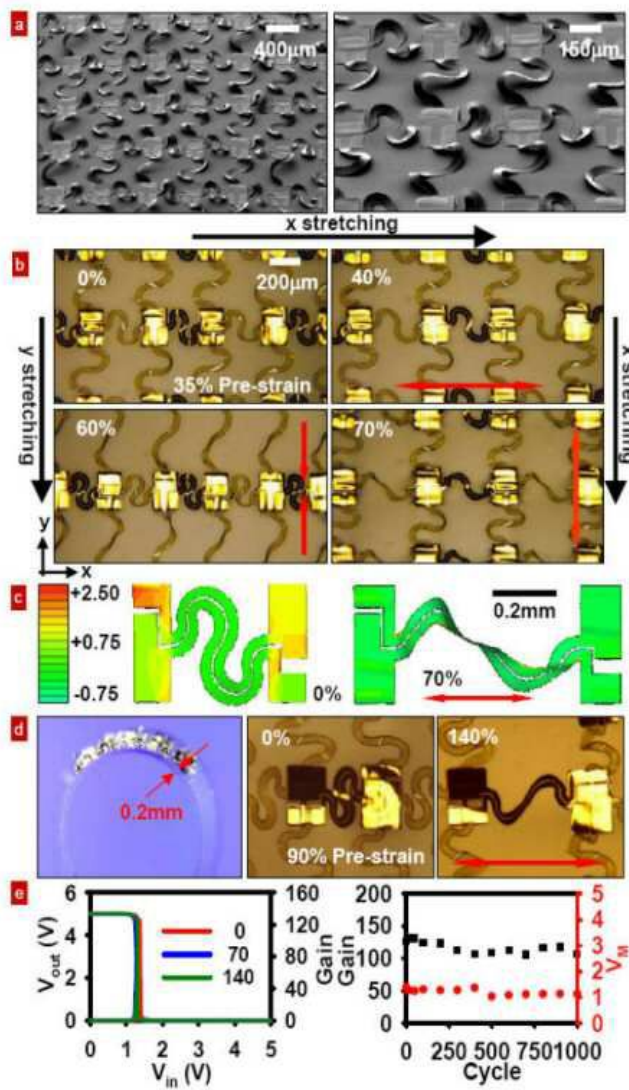 a
400µm
150µm
x stretching
b
0%
200µm
35% Pre-strain
40%
y stretching
x stretching
60%
70%
y
x
c
+2.50
+0.75
-0.75
0%
0.2mm
70%
d
0.2mm
0%
90% Pre-strain
140%
e
6
4
2
0
Vout (V)
0
70
140
160
120
80
40
0
Gain
0 1 2 3 4 5
Vin (V)
200
150
100
50
0
Gain
5
4
3
2
1
0
VM
0 250 500 750 1000
Cycle